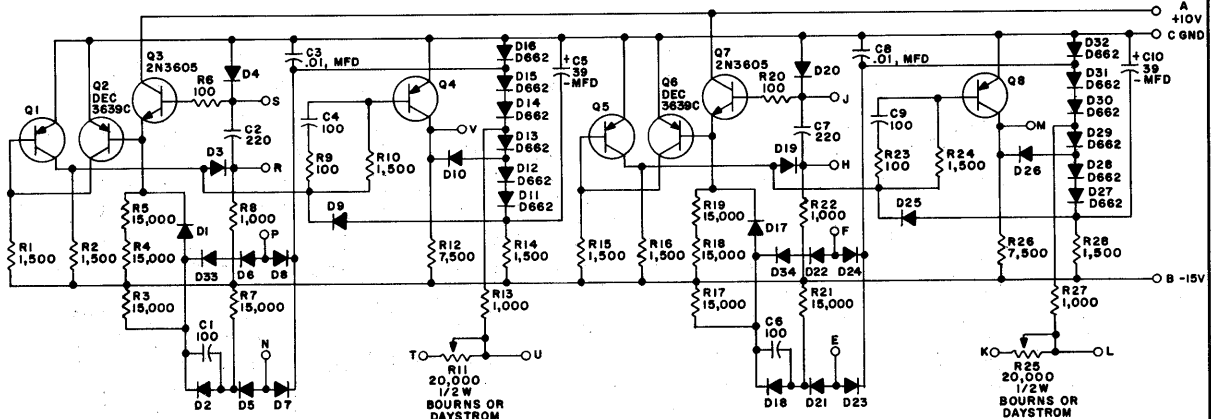 A
+10V
C GND
Q3
2N3605
R6
100
D4
S
C3
.01, MFD
D16
D662
+C5
39
-MFD
Q2
DEC
3639C
Q1
D15
D662
Q4
C4
100
D14
D662
C2
220
V
D13
D662
D3
R
R9
100
R10
1,500
D10
D12
D662
D11
D662
R5
15,000
R8
1,000
D9
D1
P
R1
1,500
R2
1,500
R4
15,000
R12
7,500
R14
1,500
D33
D6
D8
R3
15,000
R7
15,000
R13
1,000
C1
100
N
T
U
R11
20,000
1/2 W
BOURNS OR
DAYSTROM
D2
D5
D7
Q7
2N3605
R20
100
D20
J
C8
.01, MFD
D32
D662
+C10
39
-MFD
Q6
DEC
3639C
Q5
D31
D662
Q8
C9
100
D30
D662
C7
220
M
D29
D662
D19
H
R23
100
R24
1,500
D26
D28
D662
D27
D662
R19
15,000
R22
1,000
D25
D17
F
R15
1,500
R16
1,500
R18
15,000
R26
7,500
R28
1,500
D34
D22
D24
B -15V
R17
15,000
R21
15,000
R27
1,000
C6
100
E
K
L
R25
20,000
1/2 W
BOURNS OR
DAYSTROM
D18
D21
D23